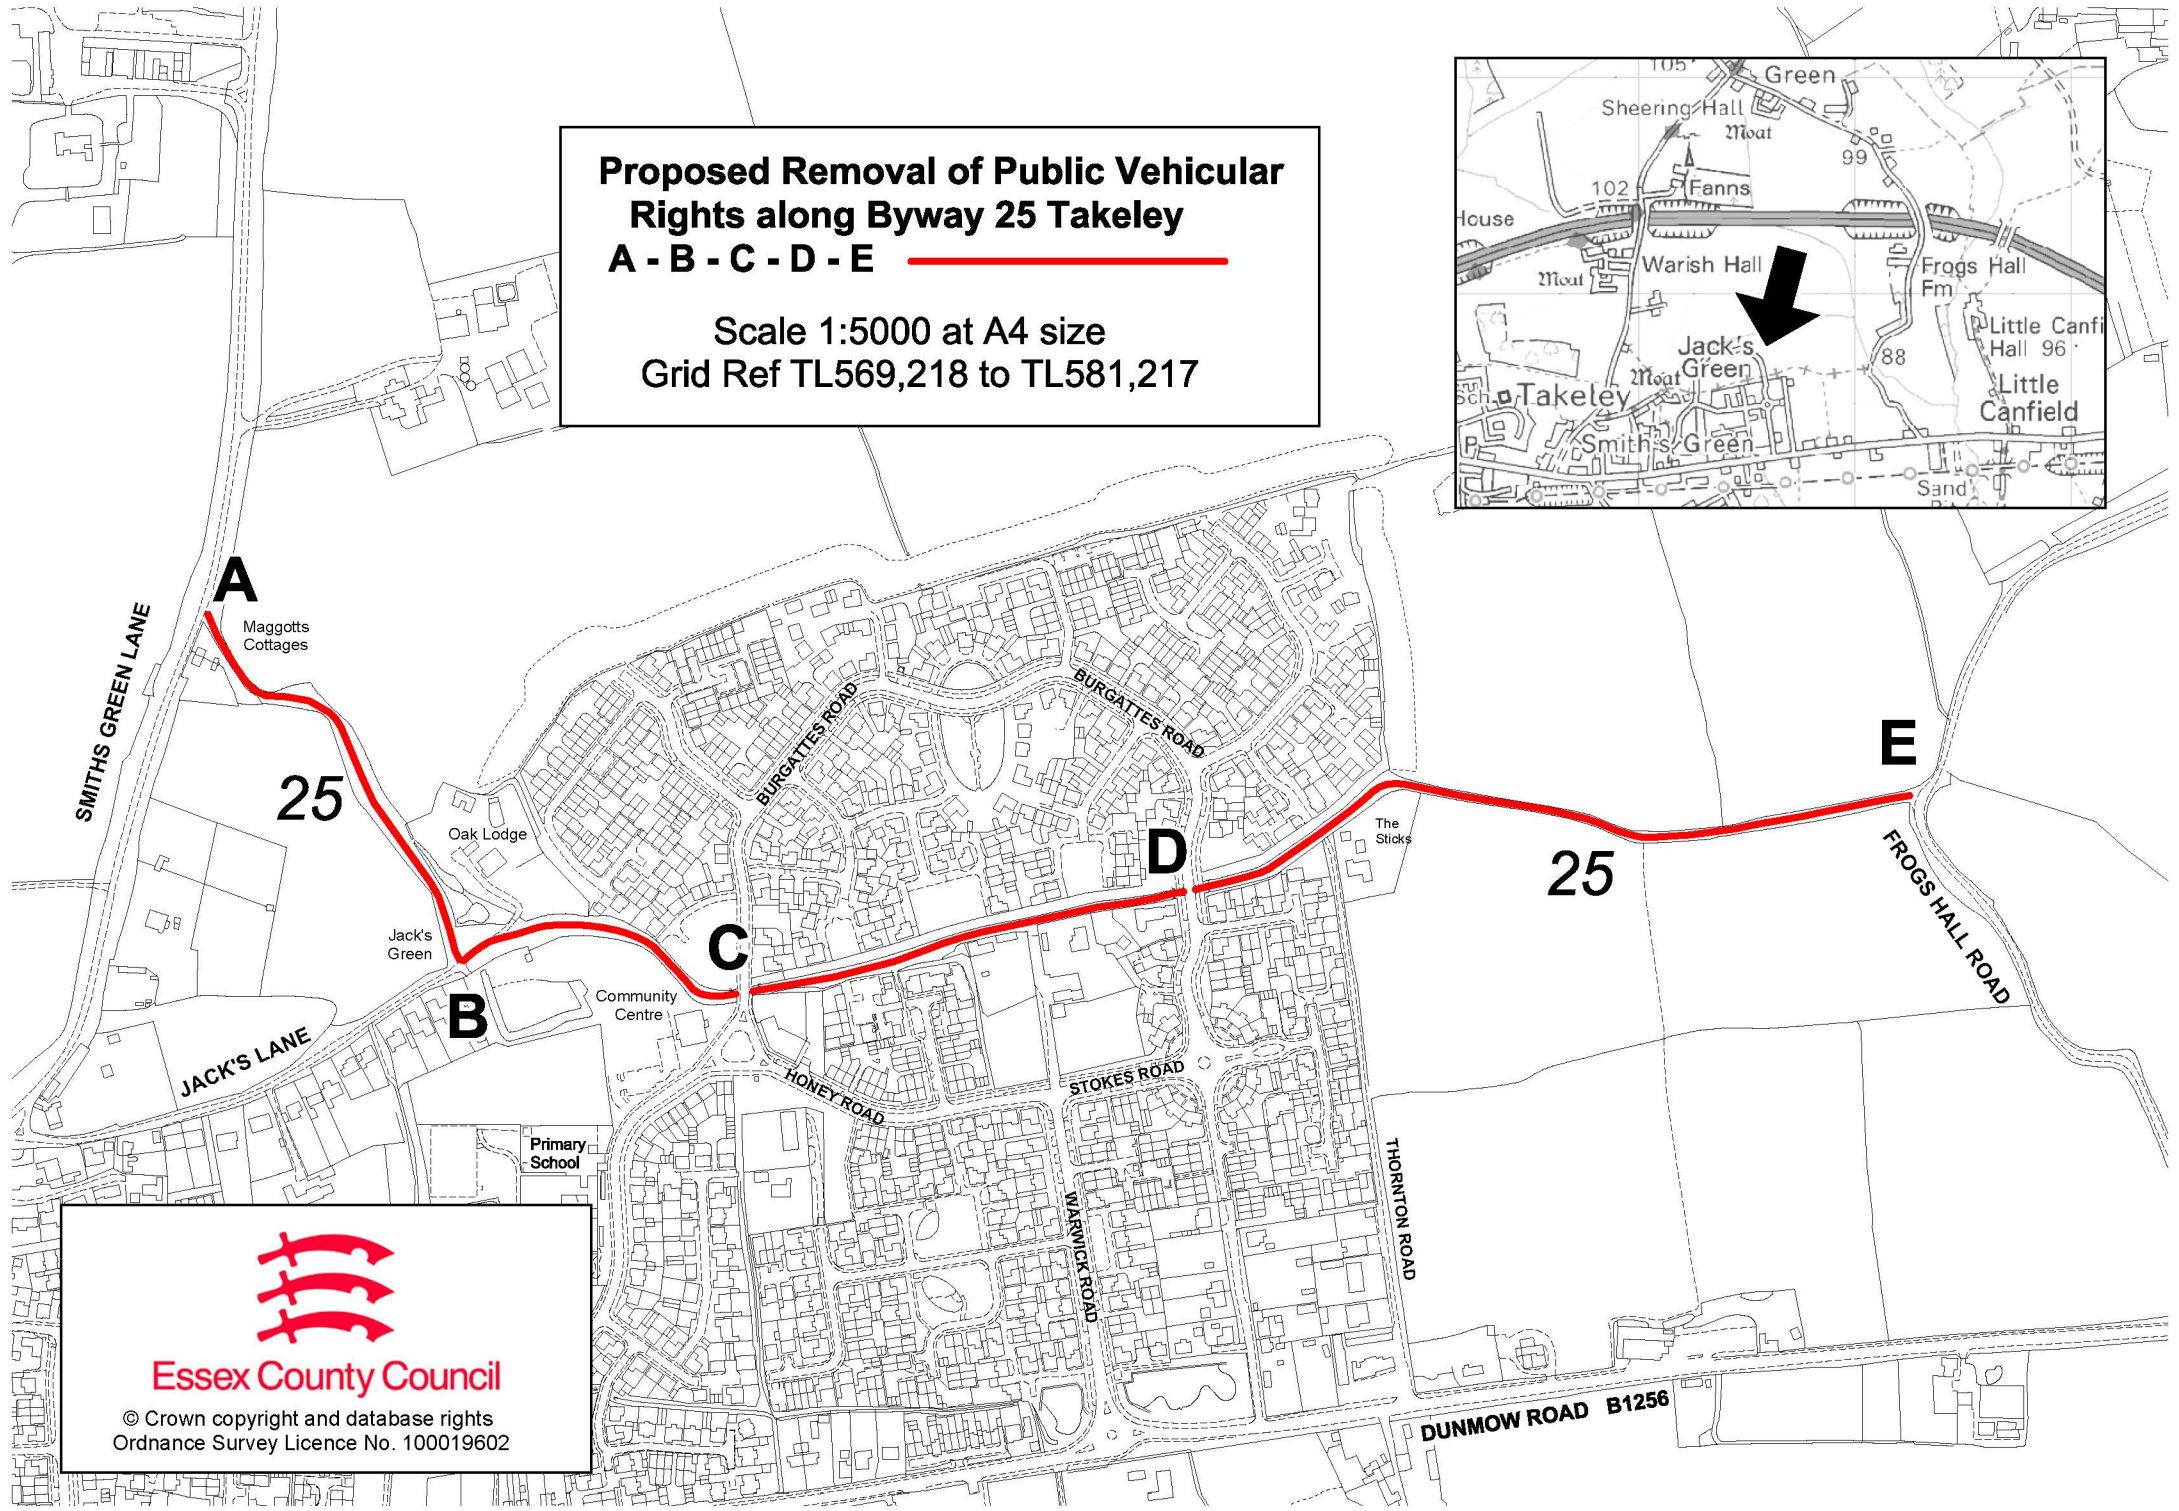 Proposed Removal of Public Vehicular
Rights along Byway 25 Takeley
A - B - C - D - E
Scale 1:5000 at A4 size
Grid Ref TL569,218 to TL581,217
105
Green
Sheering Hall
Moat
99
102
Fanns
House
Warish Hall
Moat
Frogs Hall
Fm
Little Canfi
Hall 96
Jack's
Green
88
Moat
Sch
Takeley
Little
Canfield
Smith's Green
P
Sand
A
Maggotts
Cottages
SMITHS GREEN LANE
25
Oak Lodge
Jack's
Green
B
JACK'S LANE
Community
Centre
C
BURGATTES ROAD
BURGATTES ROAD
D
The
Sticks
25
E
FROGS HALL ROAD
HONEY ROAD
STOKES ROAD
Primary
School
WARWICK ROAD
THORNTON ROAD
DUNMOW ROAD B1256
Essex County Council
© Crown copyright and database rights
Ordnance Survey Licence No. 100019602